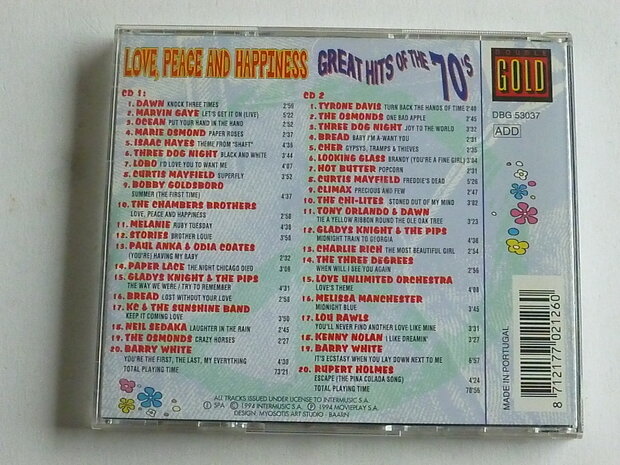 LOVE, PEACE AND HAPPINESS GREAT HITS OF THE 70'S
DOUBLE
GOLD
DBG 53037
ADD
CD 1:
1. DAWN KNOCK THREE TIMES 2:50
2. MARVIN GAYE LET'S GET IT ON (LIVE) 5:22
3. OCEAN PUT YOUR HAND IN THE HAND 2:52
4. MARIE OSMOND PAPER ROSES 2:37
5. ISAAC HAYES THEME FROM "SHAFT" 4:36
6. THREE DOG NIGHT BLACK AND WHITE 3:44
7. LOBO I'D LOVE YOU TO WANT ME 4:07
8. CURTIS MAYFIELD SUPERFLY 3:52
9. BOBBY GOLDSBORO
SUMMER (THE FIRST TIME) 4:37
10. THE CHAMBERS BROTHERS
LOVE, PEACE AND HAPPINESS 2:58
11. MELANIE RUBY TUESDAY 4:30
12. STORIES BROTHER LOUIE 3:50
13. PAUL ANKA & ODIA COATES
(YOU'RE) HAVING MY BABY 2:32
14. PAPER LACE THE NIGHT CHICAGO DIED 3:08
15. GLADYS KNIGHT & THE PIPS
THE WAY WE WERE / TRY TO REMEMBER 4:31
16. BREAD LOST WITHOUT YOUR LOVE 2:50
17. KC & THE SUNSHINE BAND
KEEP IT COMING LOVE 3:50
18. NEIL SEDAKA LAUGHTER IN THE RAIN 2:45
19. THE OSMONDS CRAZY HORSES 2:27
20. BARRY WHITE
YOU'RE THE FIRST, THE LAST, MY EVERYTHING 4:30
TOTAL PLAYING TIME 73:21
CD 2
1. TYRONE DAVIS TURN BACK THE HANDS OF TIME 2:40
2. THE OSMONDS ONE BAD APPLE 2:45
3. THREE DOG NIGHT JOY TO THE WORLD 3:32
4. BREAD BABY I'M-A WANT YOU 2:31
5. CHER GYPSYS, TRAMPS & THIEVES 2:35
6. LOOKING GLASS BRANDY (YOU'RE A FINE GIRL) 3:04
7. HOT BUTTER POPCORN 2:31
8. CURTIS MAYFIELD FREDDIE'S DEAD 5:26
9. CLIMAX PRECIOUS AND FEW 2:47
10. THE CHI-LITES STONED OUT OF MY MIND 3:02
11. TONY ORLANDO & DAWN
TIE A YELLOW RIBBON ROUND THE OLE OAK TREE 3:23
12. GLADYS KNIGHT & THE PIPS
MIDNIGHT TRAIN TO GEORGIA 4:38
13. CHARLIE RICH THE MOST BEAUTIFUL GIRL 2:54
14. THE THREE DEGREES
WHEN WILL I SEE YOU AGAIN 2:56
15. LOVE UNLIMITED ORCHESTRA
LOVE'S THEME 4:08
16. MELISSA MANCHESTER
MIDNIGHT BLUE 3:45
17. LOU RAWLS
YOU'LL NEVER FIND ANOTHER LOVE LIKE MINE 3:31
18. KENNY NOLAN I LIKE DREAMIN' 3:27
19. BARRY WHITE
IT'S ECSTASY WHEN YOU LAY DOWN NEXT TO ME 6:57
20. RUPERT HOLMES
ESCAPE (THE PINA COLADA SONG) 4:24
TOTAL PLAYING TIME 70:56
ALL TRACKS ISSUED UNDER LICENSE TO INTERMUSIC S.A.
SPA © 1994 INTERMUSIC S.A. Ⓟ 1994 MOVIEPLAY S.A.
DESIGN: MYOSOTIS ART STUDIO - BAARN
MADE IN PORTUGAL
8 712177 021260